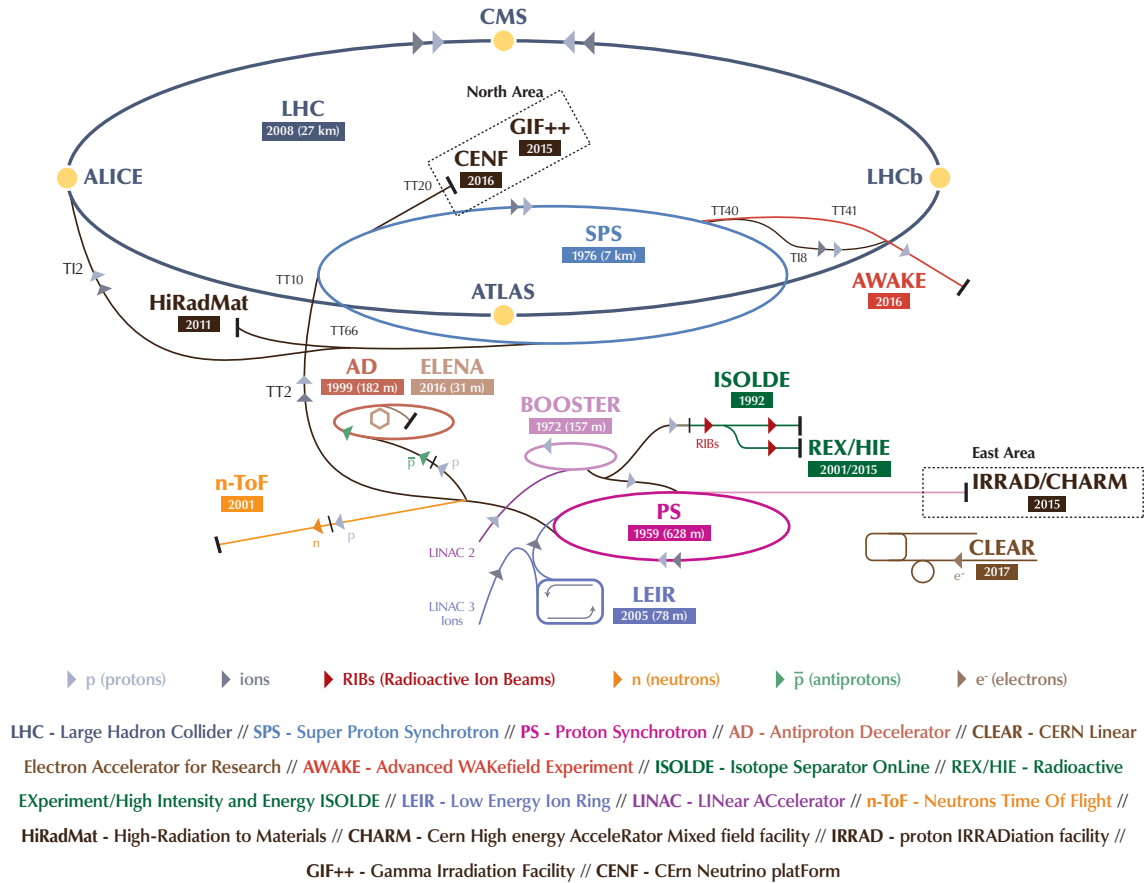 CMS
North Area
LHC
2008 (27 km)
GIF++
2015
CENF
2016
ALICE
LHCb
TT20
TT40
TT41
SPS
1976 (7 km)
TI8
TI2
TT10
AWAKE
2016
ATLAS
HiRadMat
2011
TT66
AD
1999 (182 m)
ELENA
2016 (31 m)
TT2
ISOLDE
1992
BOOSTER
1972 (157 m)
RIBs
REX/HIE
2001/2015
East Area
p̅
p
n-ToF
2001
IRRAD/CHARM
2015
PS
1959 (628 m)
n
p
LINAC 2
CLEAR
2017
e-
LINAC 3
Ions
LEIR
2005 (78 m)
p (protons)
ions
RIBs (Radioactive Ion Beams)
n (neutrons)
p̅ (antiprotons)
e- (electrons)
LHC - Large Hadron Collider // SPS - Super Proton Synchrotron // PS - Proton Synchrotron // AD - Antiproton Decelerator // CLEAR - CERN Linear
Electron Accelerator for Research // AWAKE - Advanced WAKefield Experiment // ISOLDE - Isotope Separator OnLine // REX/HIE - Radioactive
EXperiment/High Intensity and Energy ISOLDE // LEIR - Low Energy Ion Ring // LINAC - LINear ACcelerator // n-ToF - Neutrons Time Of Flight //
HiRadMat - High-Radiation to Materials // CHARM - Cern High energy AcceleRator Mixed field facility // IRRAD - proton IRRADiation facility //
GIF++ - Gamma Irradiation Facility // CENF - CErn Neutrino platForm